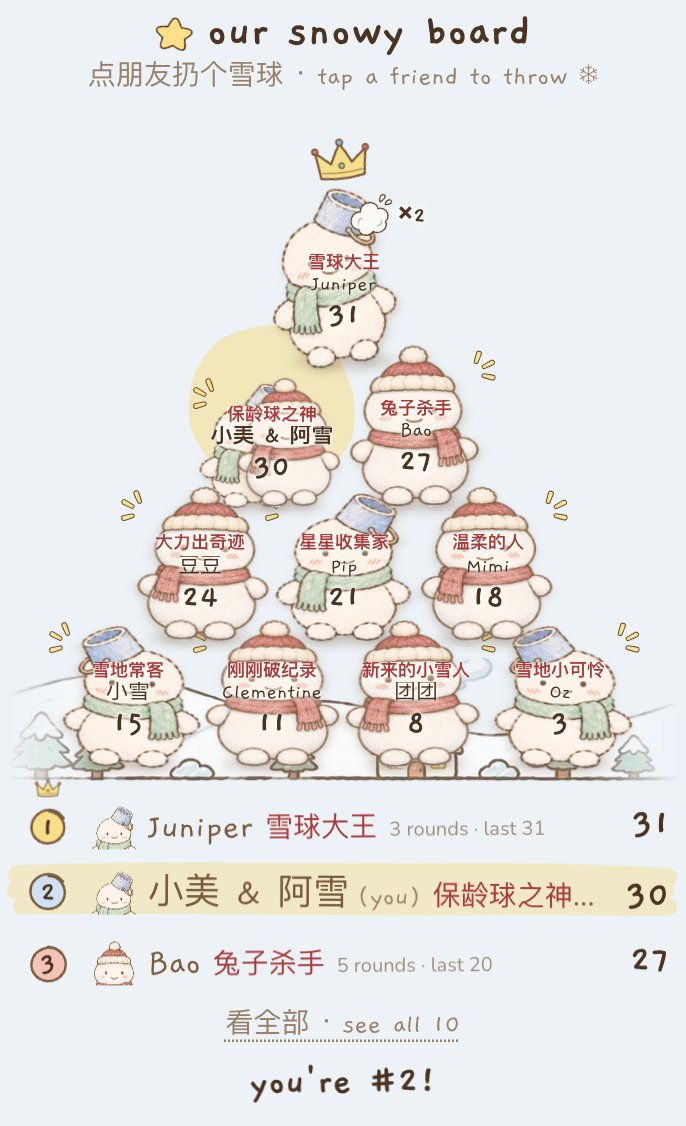 our snowy board
点朋友扔个雪球 · tap a friend to throw ❄
×2
雪球大王
Juniper
31
保龄球之神
小美 & 阿雪
30
兔子杀手
Bao
27
大力出奇迹
豆豆
24
星星收集家
Pip
21
温柔的人
Mimi
18
雪地常客
小雪
15
刚刚破纪录
Clementine
11
新来的小雪人
团团
8
雪地小可怜
Oz
3
1 Juniper 雪球大王 3 rounds · last 31 31
2 小美 & 阿雪 (you) 保龄球之神... 30
3 Bao 兔子杀手 5 rounds · last 20 27
看全部 · see all 10
you're #2!